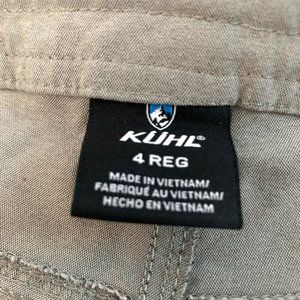 KÜHL®
4 REG
MADE IN VIETNAM/
FABRIQUÉ AU VIETNAM/
HECHO EN VIETNAM